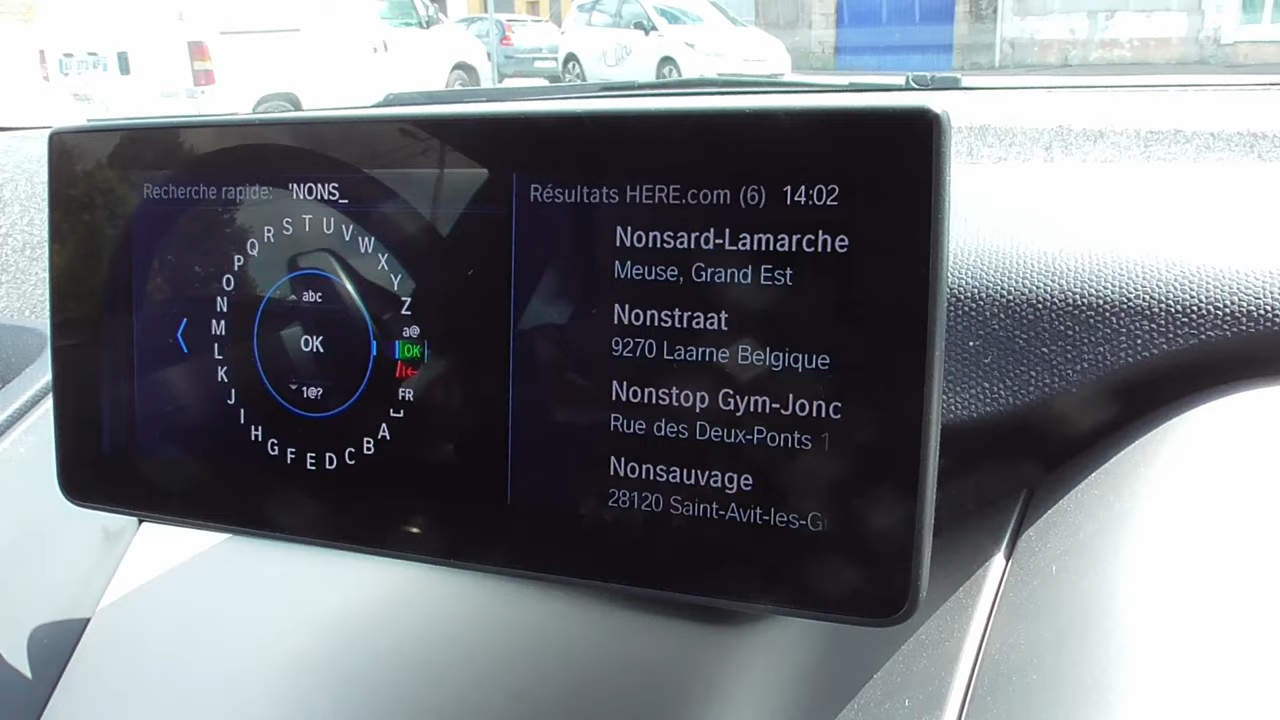 Recherche rapide: 'NONS_
Résultats HERE.com (6) 14:02
A B C D E F G H I J K L M N O P Q R S T U V W X Y Z
a@
OK
FR
abc
OK
1@?
Nonsard-Lamarche
Meuse, Grand Est
Nonstraat
9270 Laarne Belgique
Nonstop Gym-Jonc
Rue des Deux-Ponts 1
Nonsauvage
28120 Saint-Avit-les-G